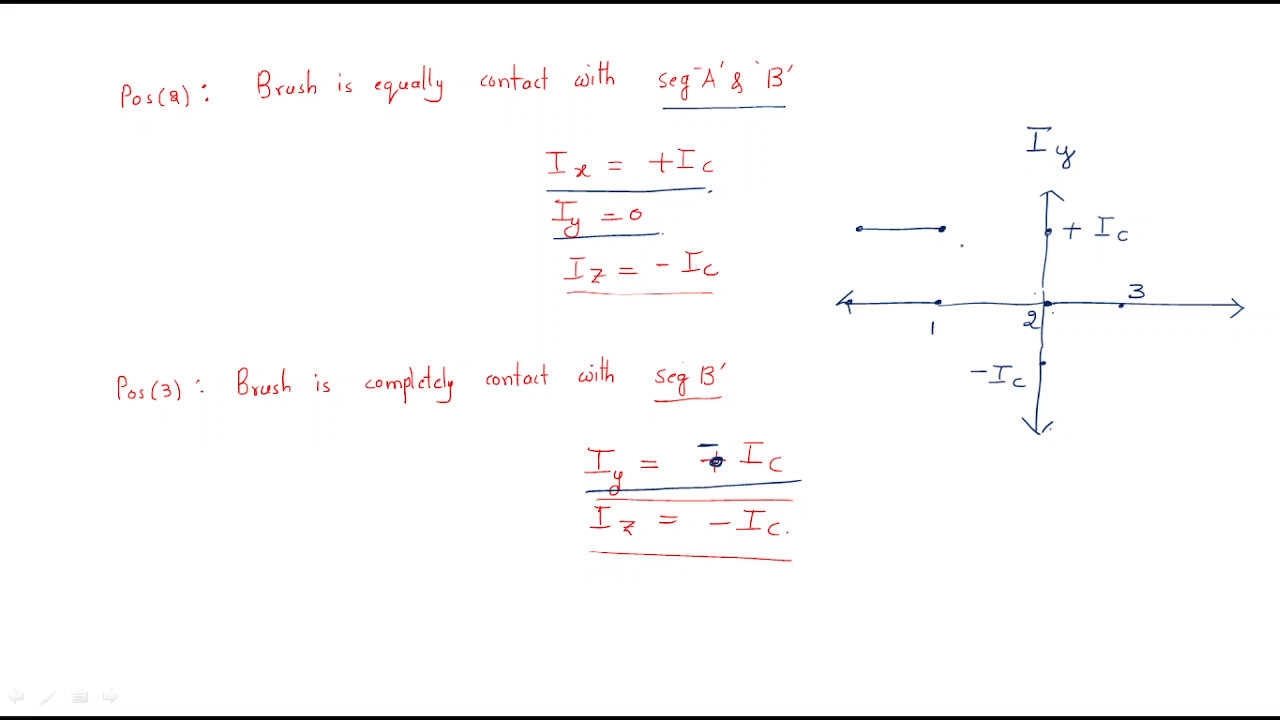 Pos(2): Brush is equally contact with seg 'A' & 'B'
Ix = +Ic
Iy = 0
Iz = - Ic
Pos(3): Brush is completely contact with seg B'
Iy = - Ic
Iz = - Ic.
Iy
+ Ic
1 2 3
- Ic